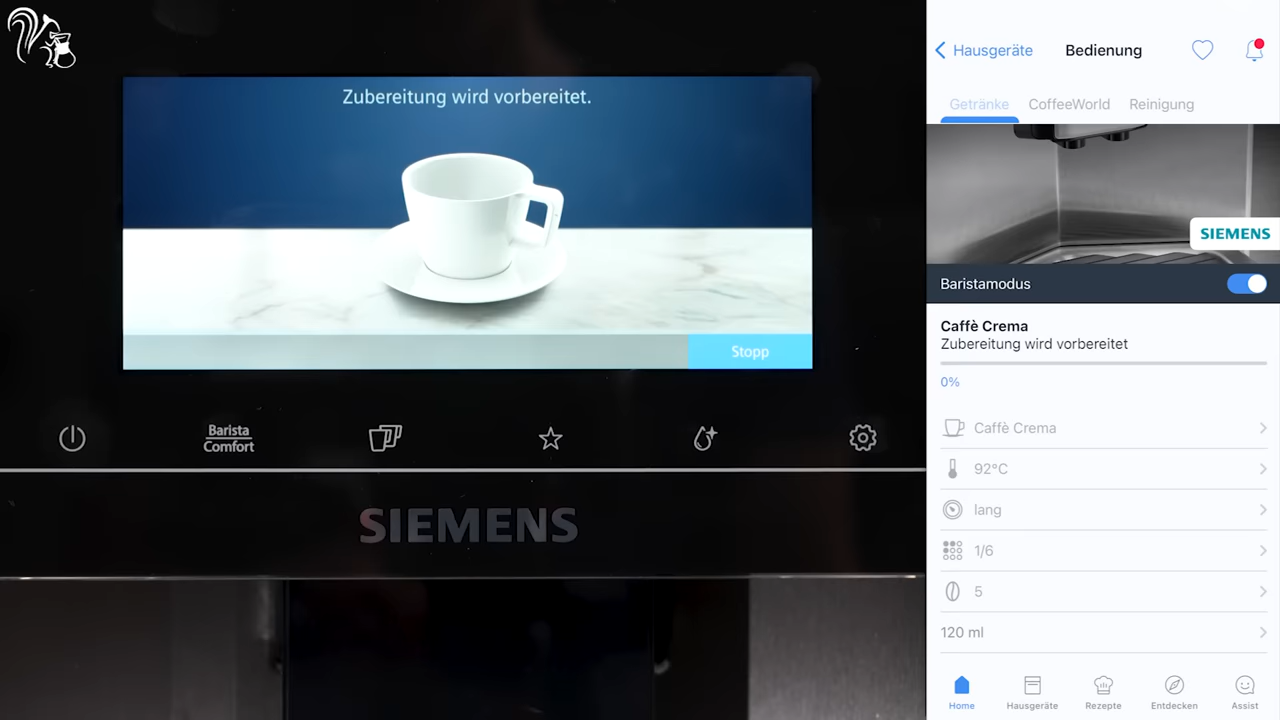 Zubereitung wird vorbereitet.
Stopp
Barista
Comfort
SIEMENS
Hausgeräte
Bedienung
Getränke
CoffeeWorld
Reinigung
SIEMENS
Baristamodus
Caffè Crema
Zubereitung wird vorbereitet
0%
Caffè Crema
92°C
lang
1/6
5
120 ml
Home
Hausgeräte
Rezepte
Entdecken
Assist